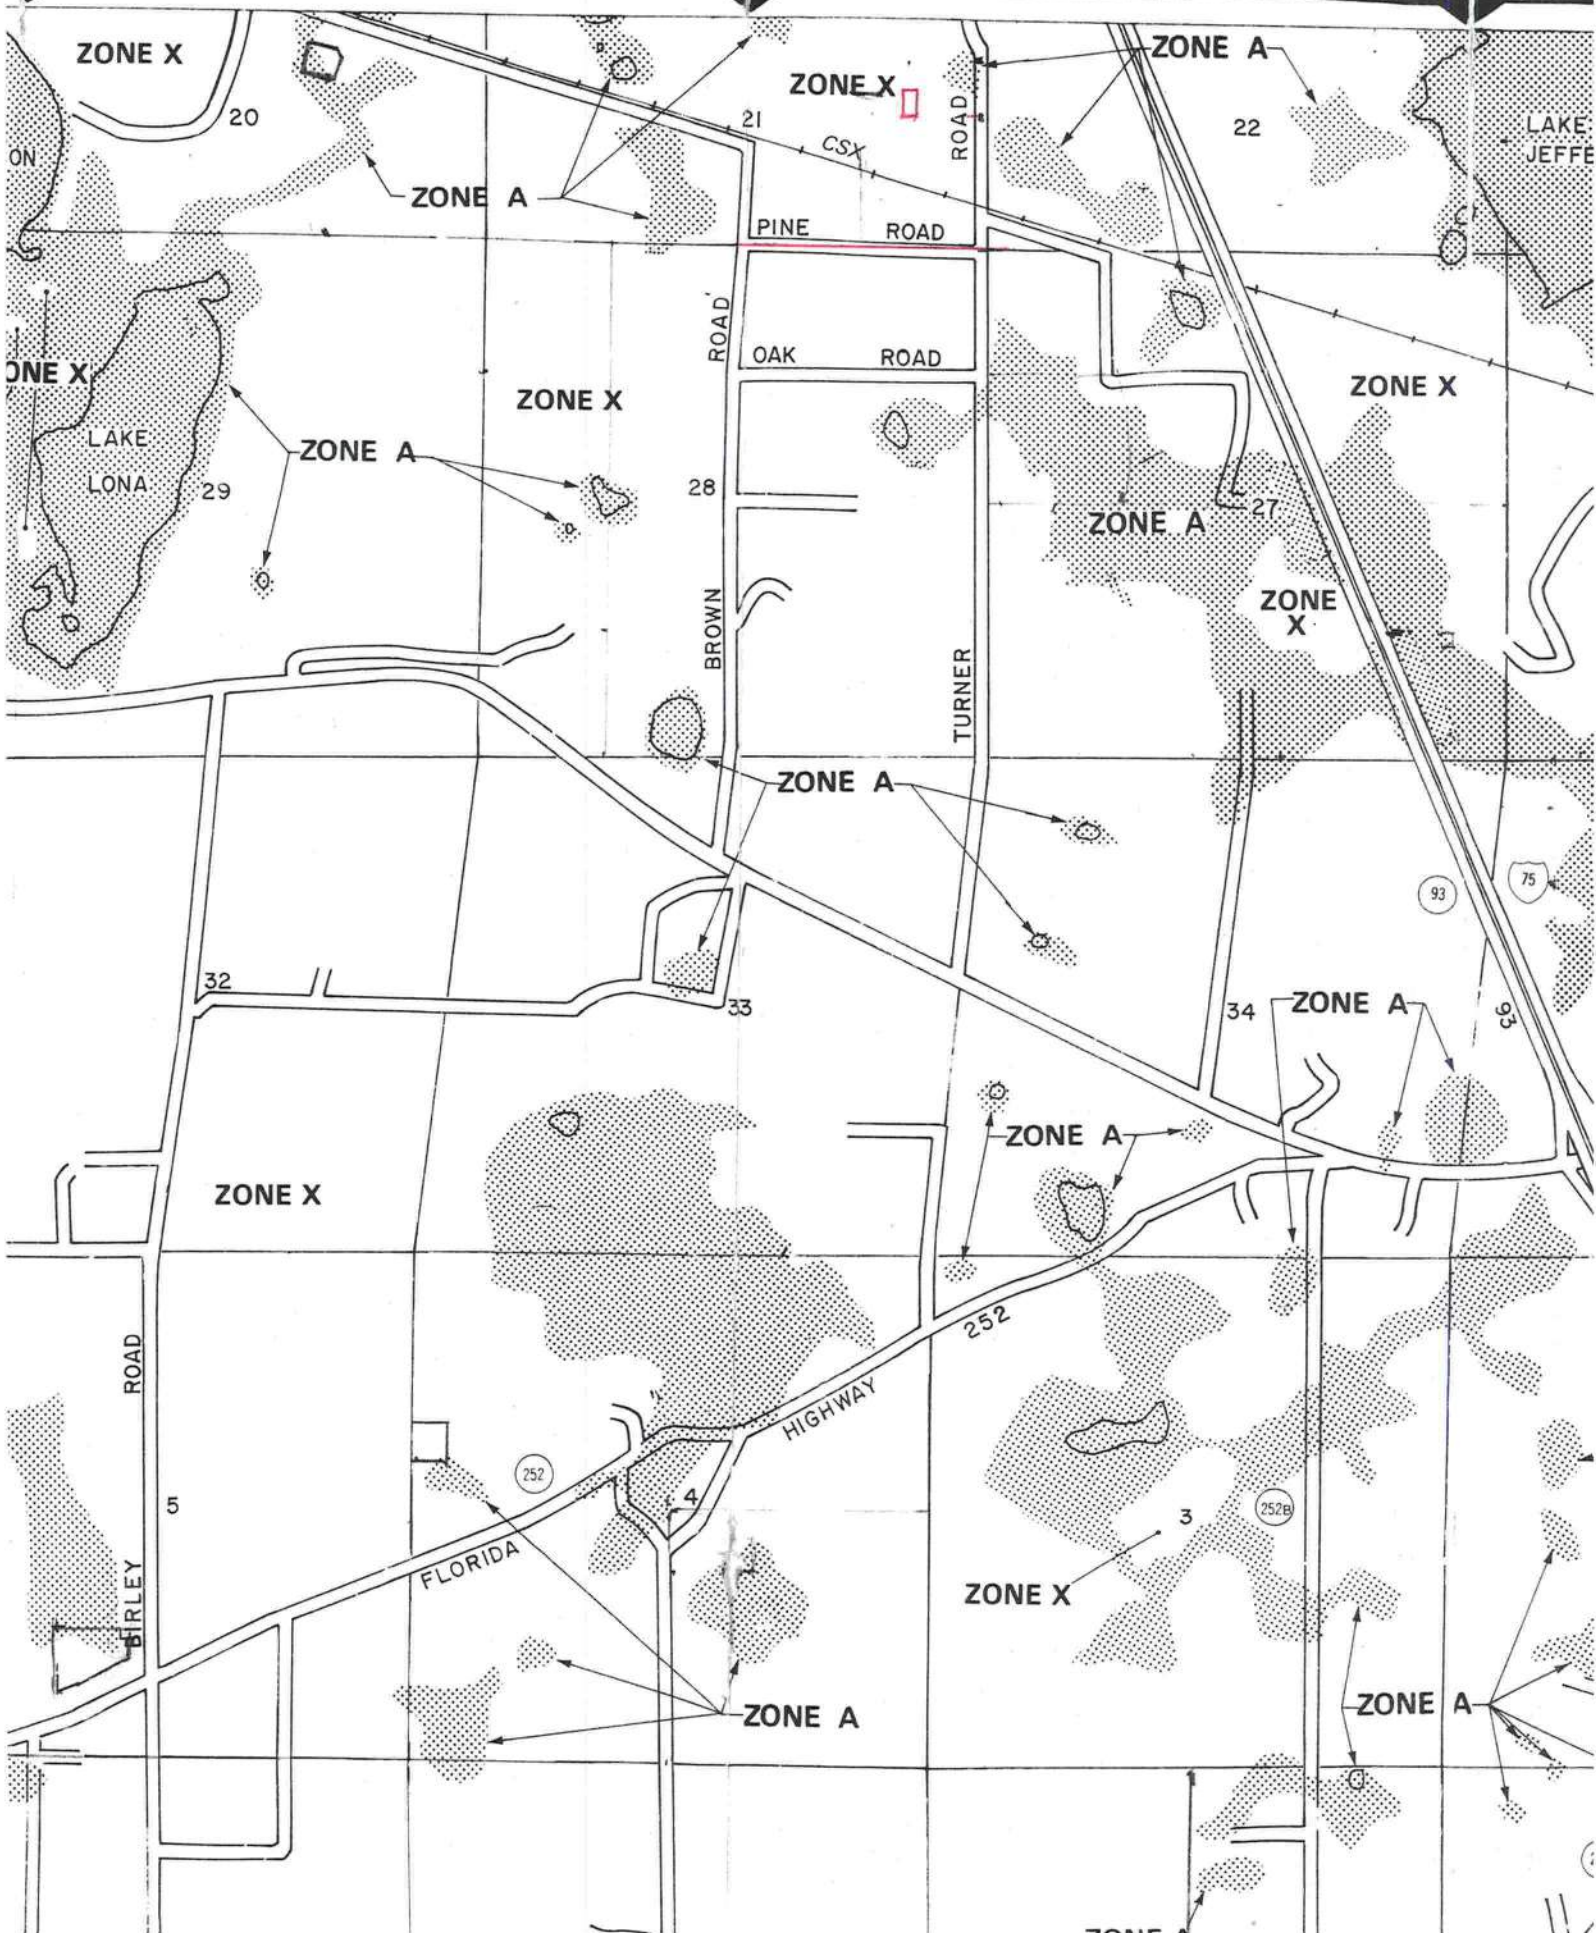 ZONE X
ZONE A
ZONE X
20
21
ROAD
22
LAKE
JEFFE
ON
CSX
ZONE A
PINE ROAD
ROAD
OAK ROAD
ONE X
ZONE X
ZONE X
LAKE
LONA
ZONE A
29
28
27
ZONE A
ZONE
X
BROWN
TURNER
ZONE A
93
75
32
33
34
ZONE A
93
ZONE A
ZONE X
252
HIGHWAY
ROAD
252
4
5
3
252B
FLORIDA
BIRLEY
ZONE X
ZONE A
ZONE A